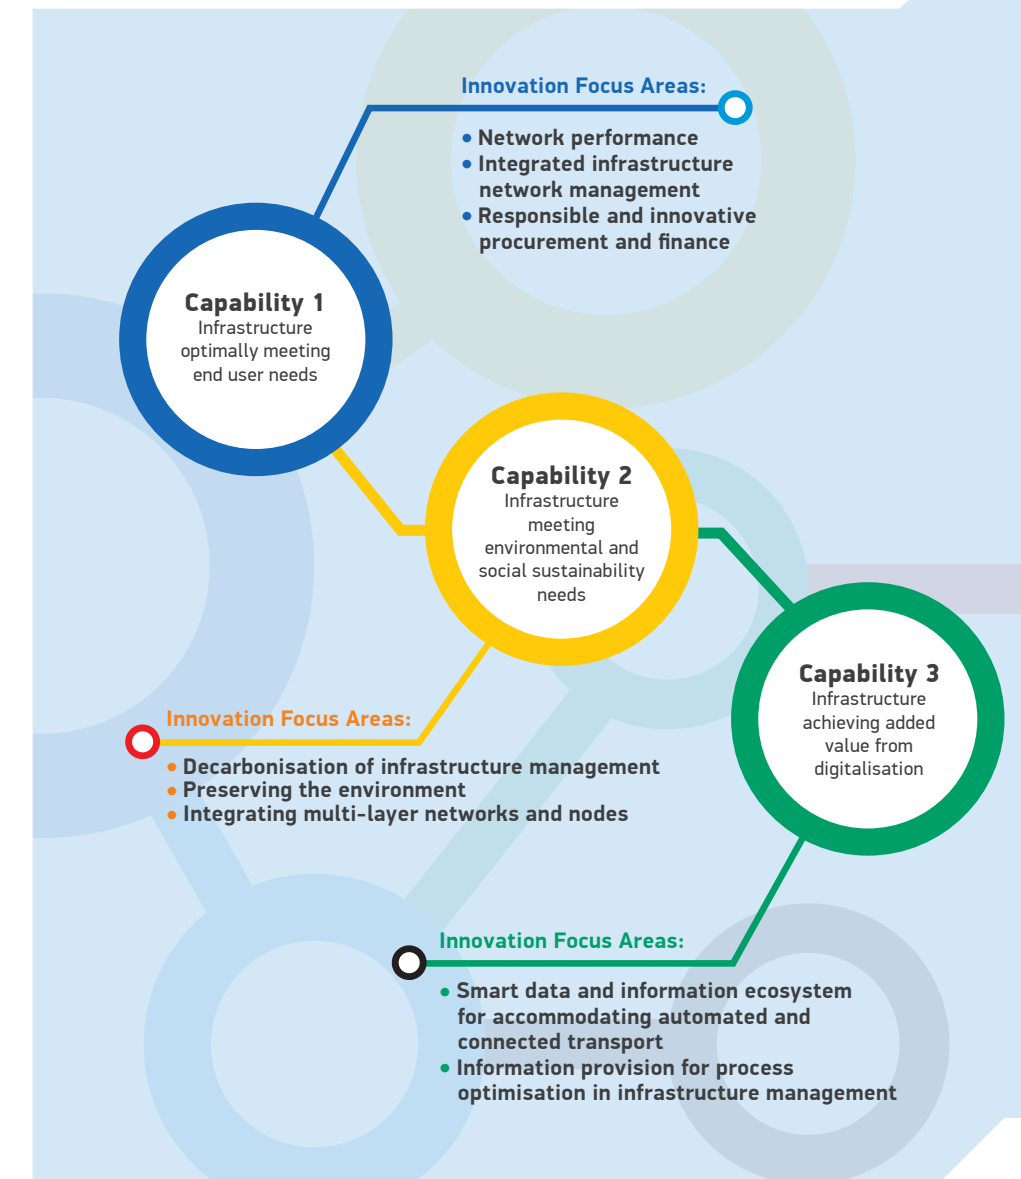 Innovation Focus Areas:
• Network performance
• Integrated infrastructure
network management
• Responsible and innovative
procurement and finance
Capability 1
Infrastructure
optimally meeting
end user needs
Capability 2
Infrastructure
meeting
environmental and
social sustainability
needs
Capability 3
Infrastructure
achieving added
value from
digitalisation
Innovation Focus Areas:
• Decarbonisation of infrastructure management
• Preserving the environment
• Integrating multi-layer networks and nodes
Innovation Focus Areas:
• Smart data and information ecosystem
for accommodating automated and
connected transport
• Information provision for process
optimisation in infrastructure management